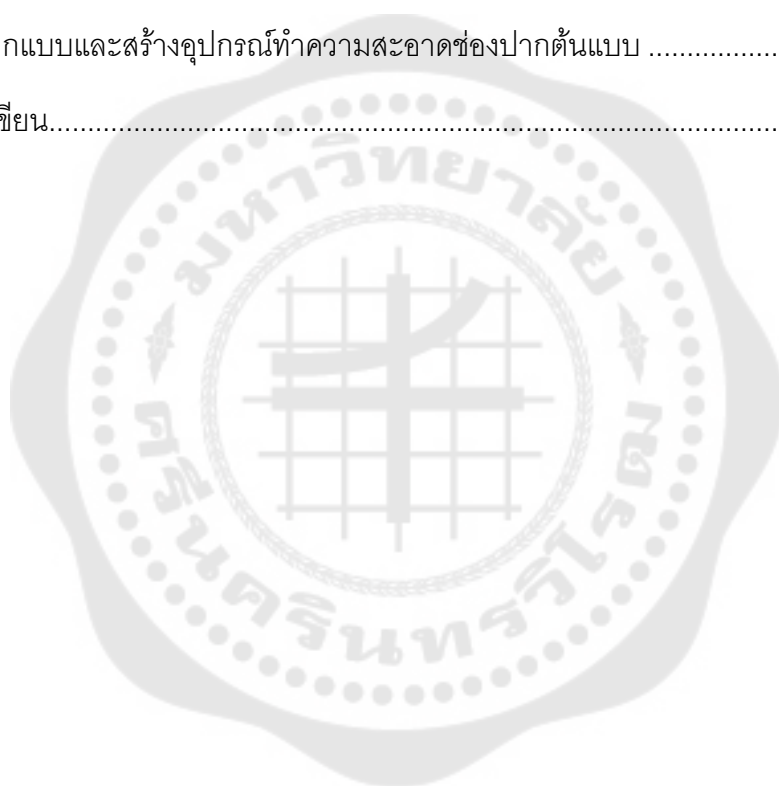 กแบบและสร้างอุปกรณ์ทำความสะอาดช่องปากต้นแบบ .................
ขียน...............................................................................................
มหาวิทยาลัย
ศรีนครินทรวิโรฒ